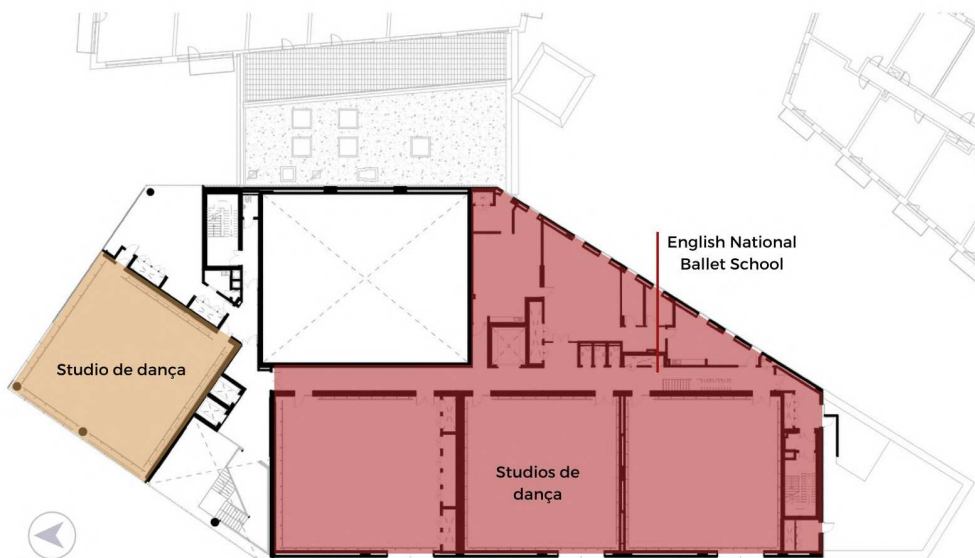 English National
Ballet School
Studio de dança
Studios de
dança